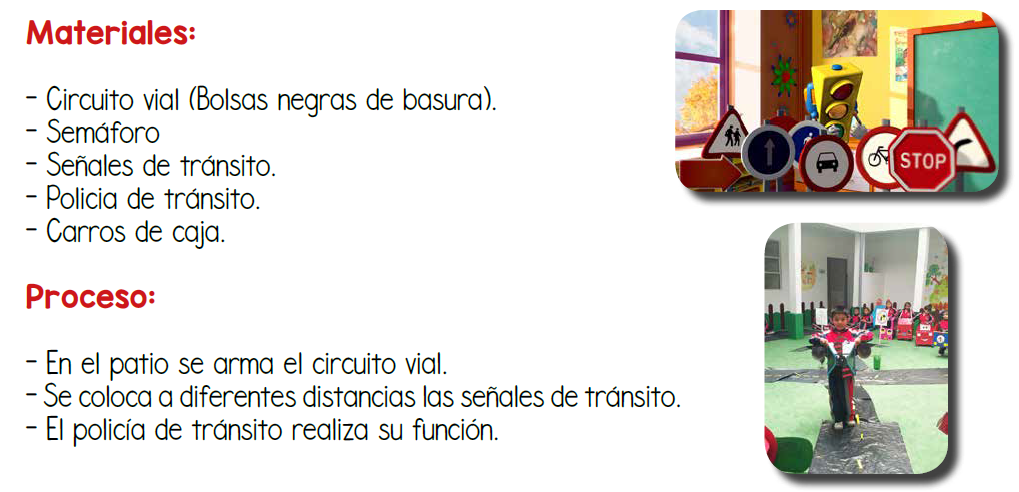 Materiales:
- Circuito vial (Bolsas negras de basura).
- Semáforo
- Señales de tránsito.
- Policia de tránsito.
- Carros de caja.
Proceso:
- En el patio se arma el circuito vial.
- Se coloca a diferentes distancias las señales de tránsito.
- El policía de tránsito realiza su función.
STOP